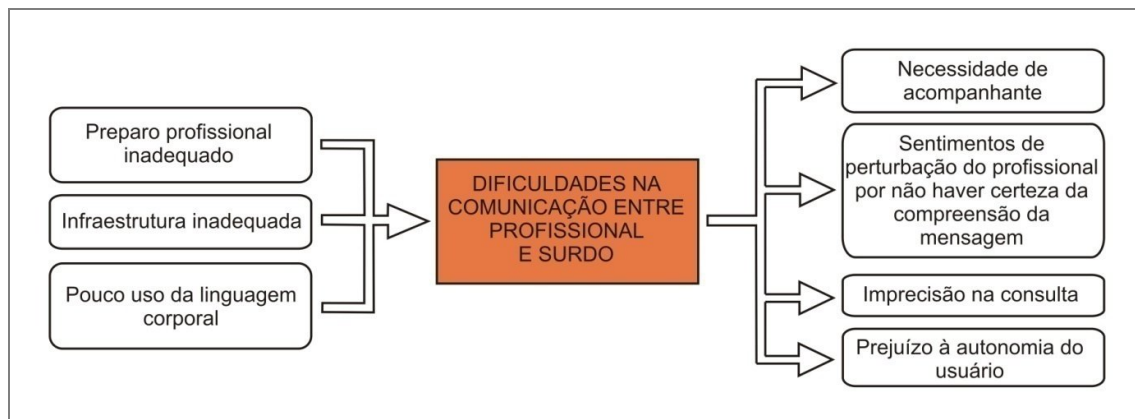 Preparo profissional
inadequado
Infraestrutura inadequada
Pouco uso da linguagem
corporal
DIFICULDADES NA
COMUNICAÇÃO ENTRE
PROFISSIONAL
E SURDO
Necessidade de
acompanhante
Sentimentos de
perturbação do profissional
por não haver certeza da
compreensão da
mensagem
Imprecisão na consulta
Prejuízo à autonomia do
usuário